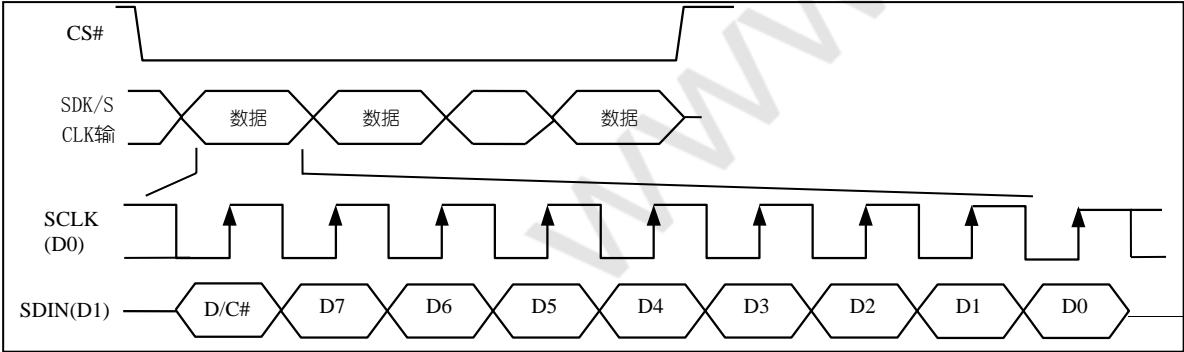 CS#
SDK/S
CLK输
数据 数据 数据
SCLK
(D0)
SDIN(D1) D/C# D7 D6 D5 D4 D3 D2 D1 D0